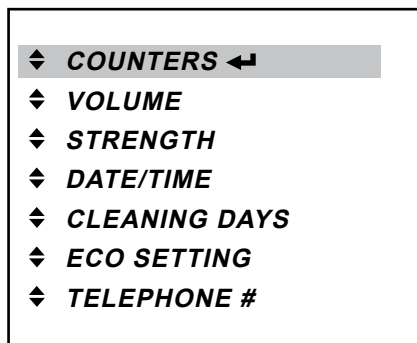 COUNTERS
VOLUME
STRENGTH
DATE/TIME
CLEANING DAYS
ECO SETTING
TELEPHONE #